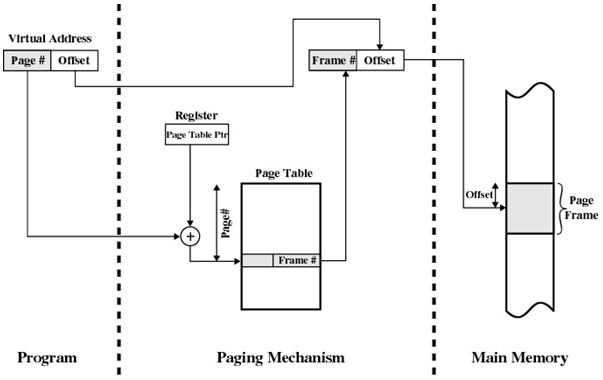 Virtual Address
Page # Offset
Frame # Offset
Register
Page Table Ptr
Page Table
Page#
Offset
Page
Frame
+
Frame #
Program
Paging Mechanism
Main Memory